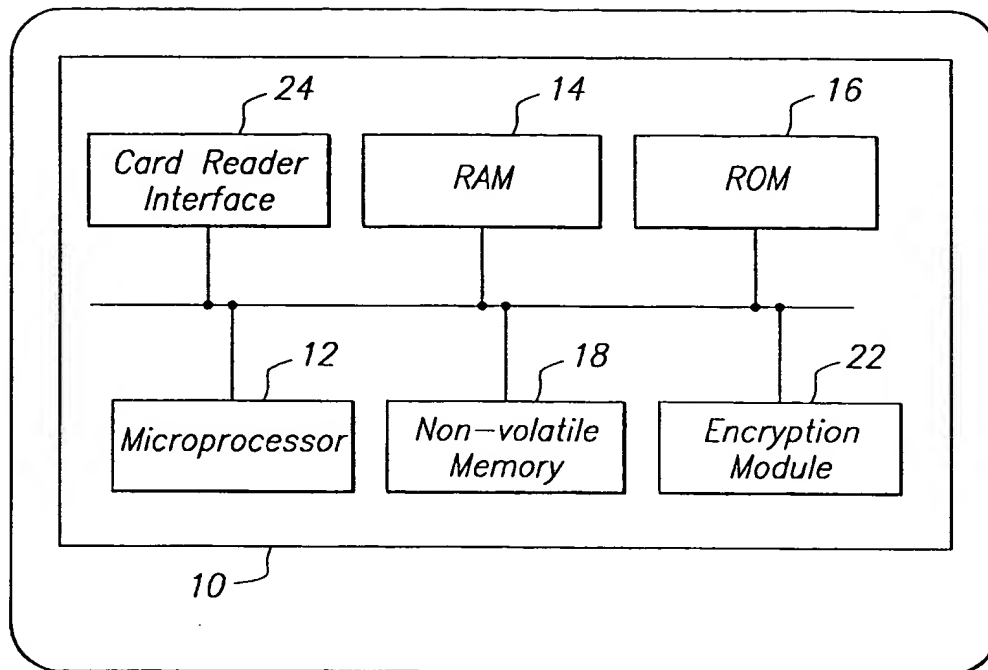 24
14
16
Card Reader
Interface
RAM
ROM
12
18
22
Microprocessor
Non-volatile
Memory
Encryption
Module
10